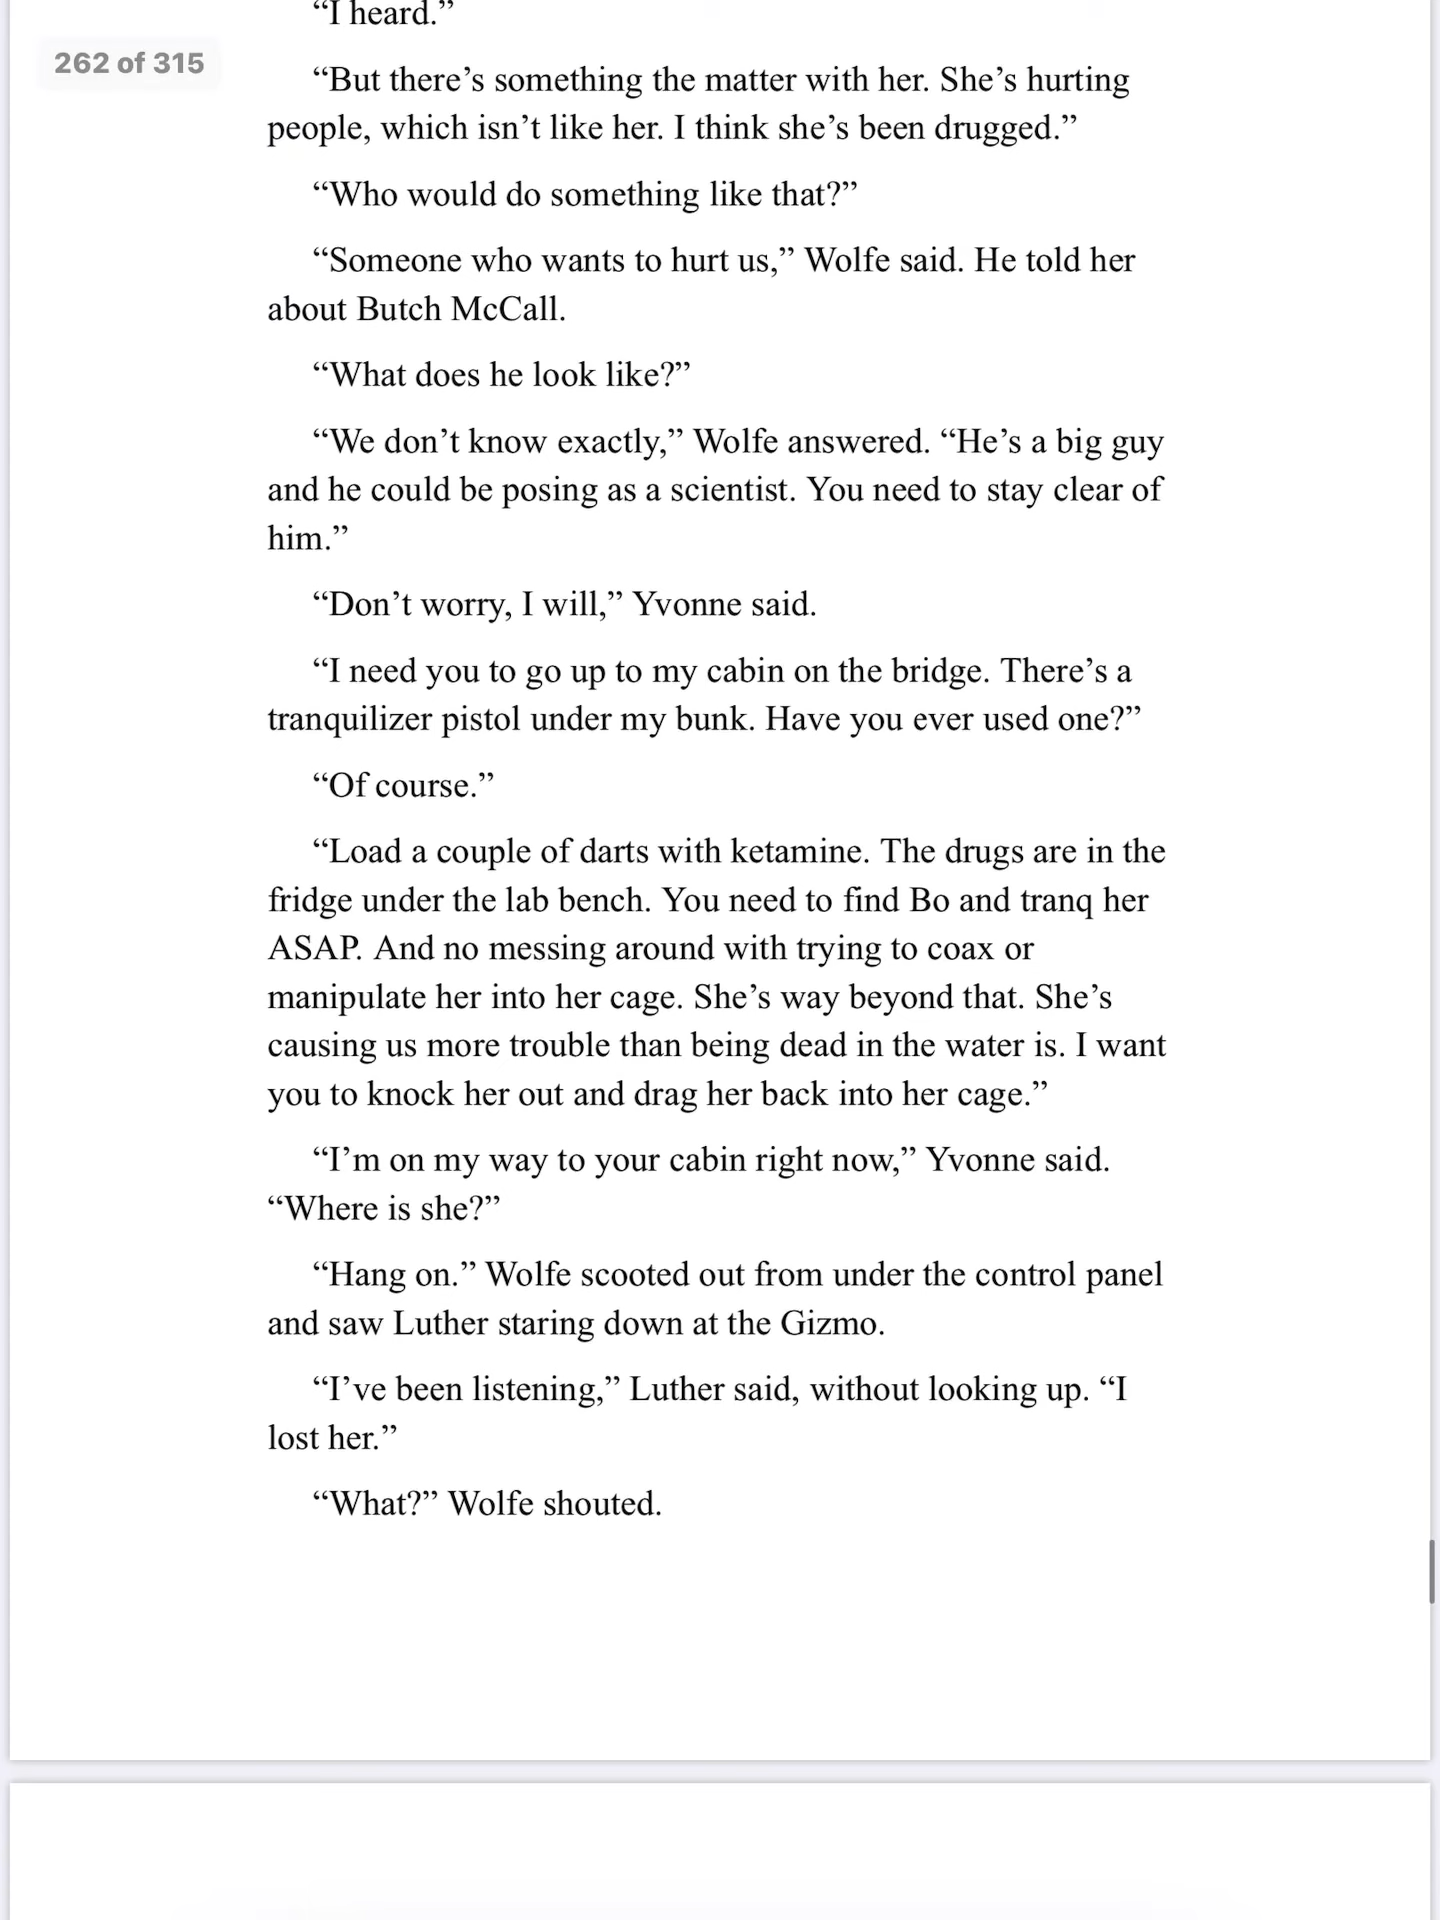 “I heard.”
262 of 315
“But there’s something the matter with her. She’s hurting
people, which isn’t like her. I think she’s been drugged.”
“Who would do something like that?”
“Someone who wants to hurt us,” Wolfe said. He told her
about Butch McCall.
“What does he look like?”
“We don’t know exactly,” Wolfe answered. “He’s a big guy
and he could be posing as a scientist. You need to stay clear of
him.”
“Don’t worry, I will,” Yvonne said.
“I need you to go up to my cabin on the bridge. There’s a
tranquilizer pistol under my bunk. Have you ever used one?”
“Of course.”
“Load a couple of darts with ketamine. The drugs are in the
fridge under the lab bench. You need to find Bo and tranq her
ASAP. And no messing around with trying to coax or
manipulate her into her cage. She’s way beyond that. She’s
causing us more trouble than being dead in the water is. I want
you to knock her out and drag her back into her cage.”
“I’m on my way to your cabin right now,” Yvonne said.
“Where is she?”
“Hang on.” Wolfe scooted out from under the control panel
and saw Luther staring down at the Gizmo.
“I’ve been listening,” Luther said, without looking up. “I
lost her.”
“What?” Wolfe shouted.